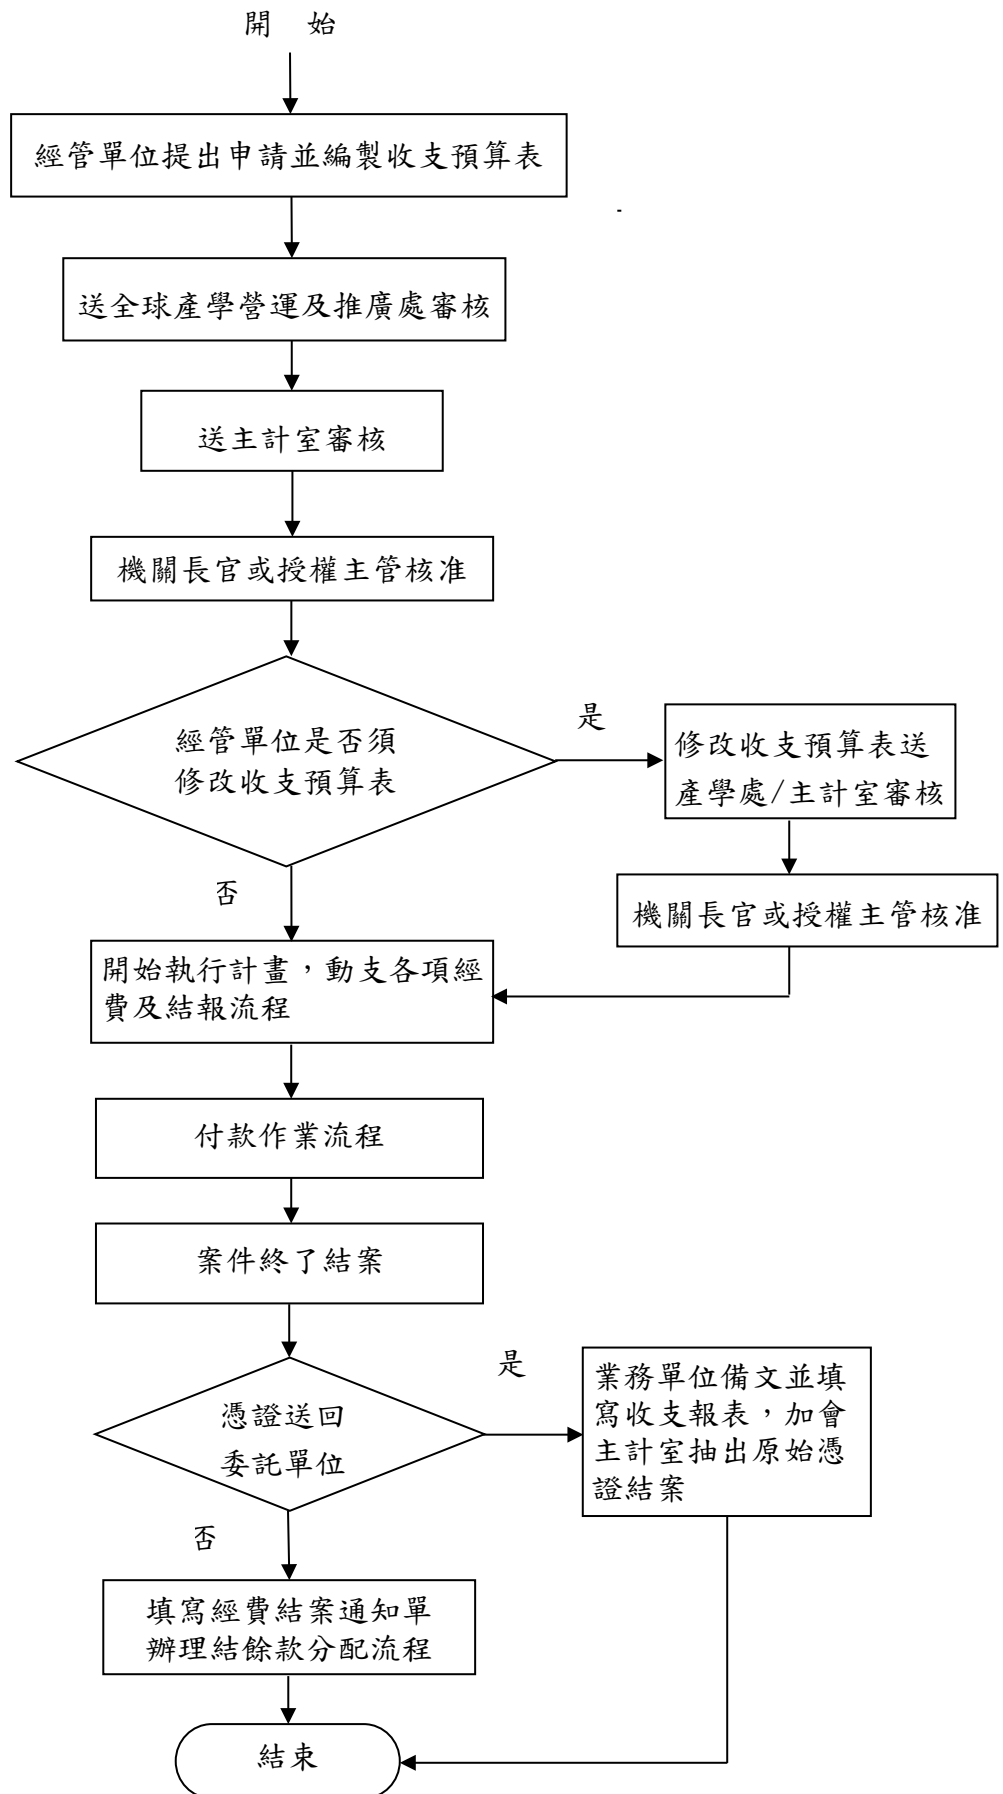 開 始
經管單位提出申請並編製收支預算表
送全球產學營運及推廣處審核
送主計室審核
機關長官或授權主管核准
經管單位是否須
修改收支預算表
是
修改收支預算表送
產學處/主計室審核
機關長官或授權主管核准
否
開始執行計畫，動支各項經
費及結報流程
付款作業流程
案件終了結案
憑證送回
委託單位
是
業務單位備文並填
寫收支報表，加會
主計室抽出原始憑
證結案
否
填寫經費結案通知單
辦理結餘款分配流程
結束